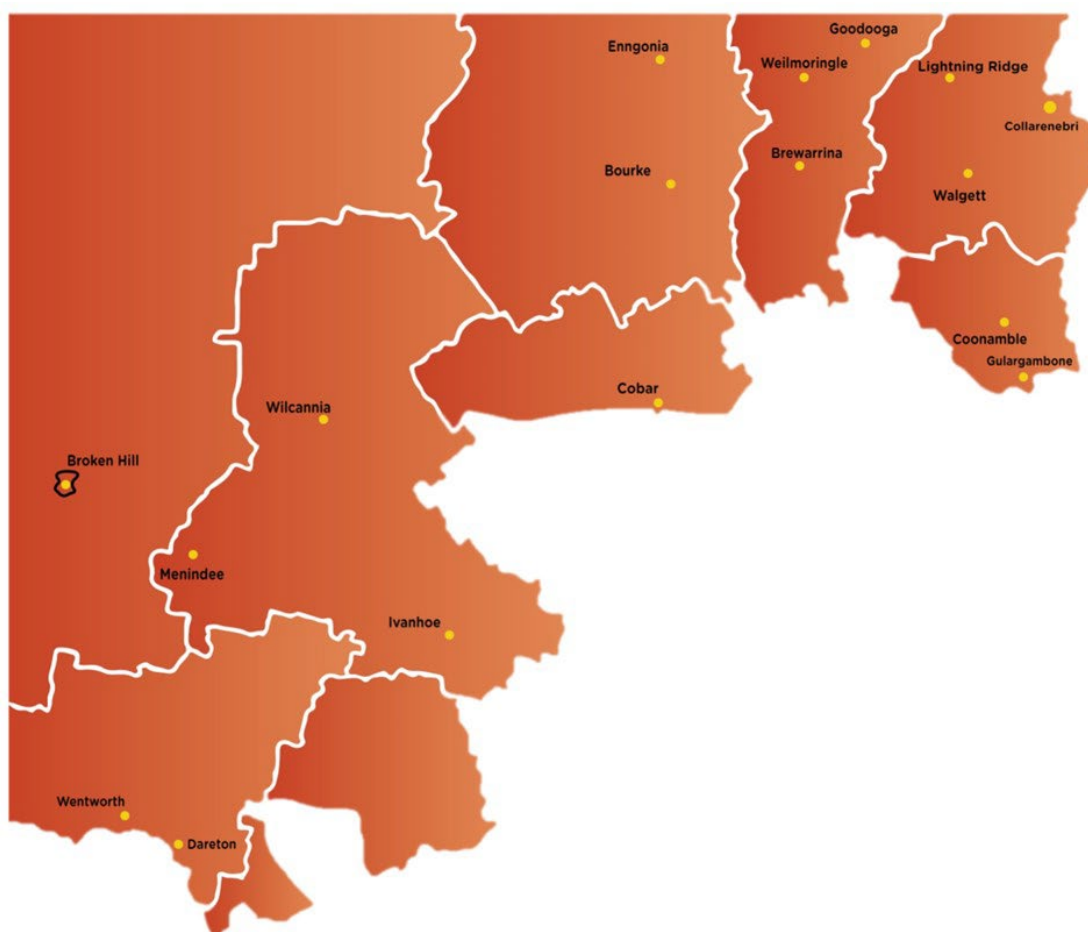 Goodooga
Enngonia
Weilmoringle
Lightning Ridge
Collarenebri
Brewarrina
Bourke
Walgett
Coonamble
Gulargambone
Cobar
Wilcannia
Broken Hill
Menindee
Ivanhoe
Wentworth
Dareton